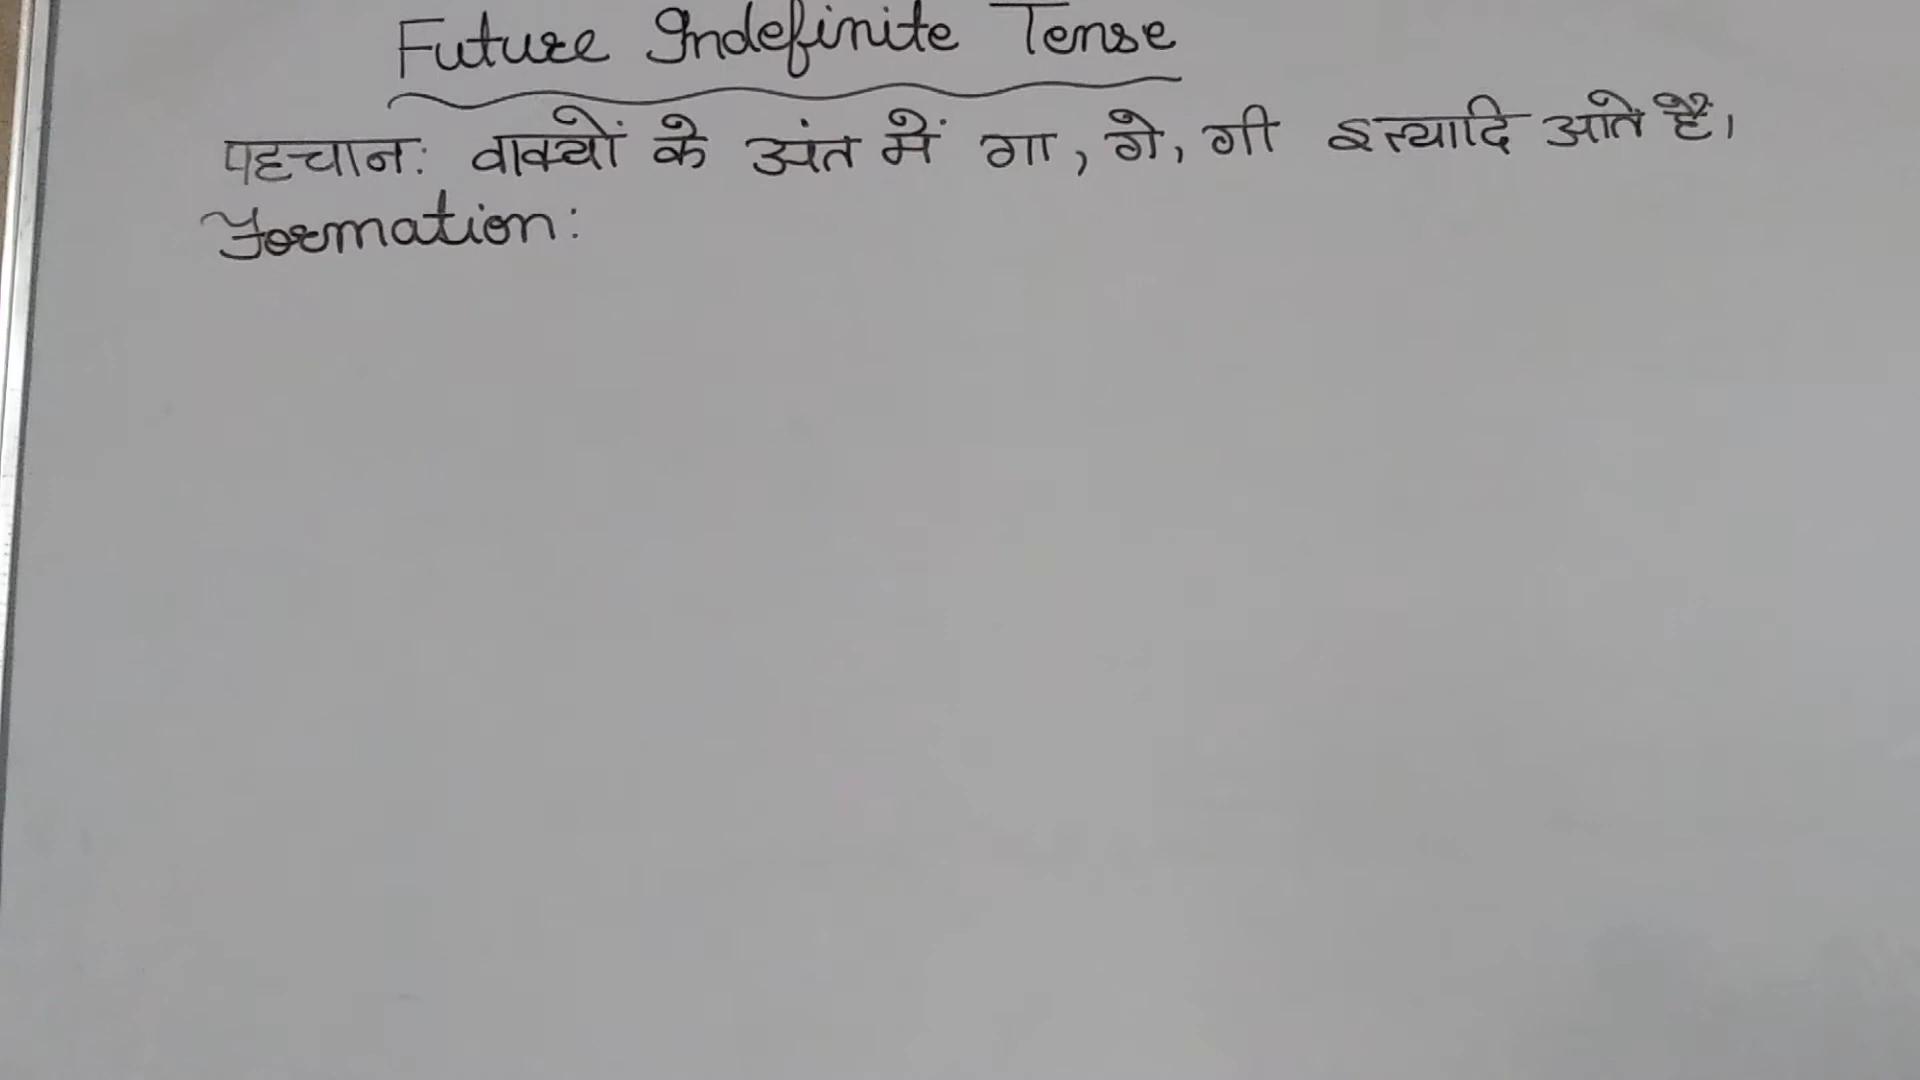 Future Indefinite Tense
पहचान: वाक्यों के अंत में गा, गे, गी इत्यादि आते हैं।
Formation: